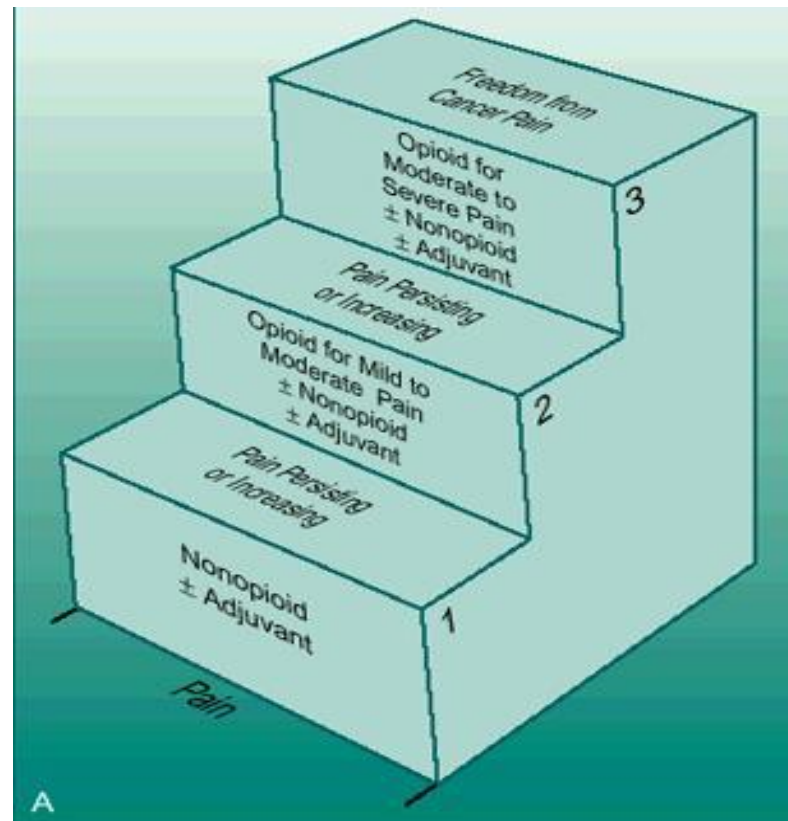 Freedom from
Cancer Pain
Opioid for
Moderate to
Severe Pain
± Nonopioid
± Adjuvant
3
Pain Persisting
or Increasing
Opioid for Mild to
Moderate Pain
± Nonopioid
± Adjuvant
2
Pain Persisting
or Increasing
Nonopioid
± Adjuvant
1
Pain
A